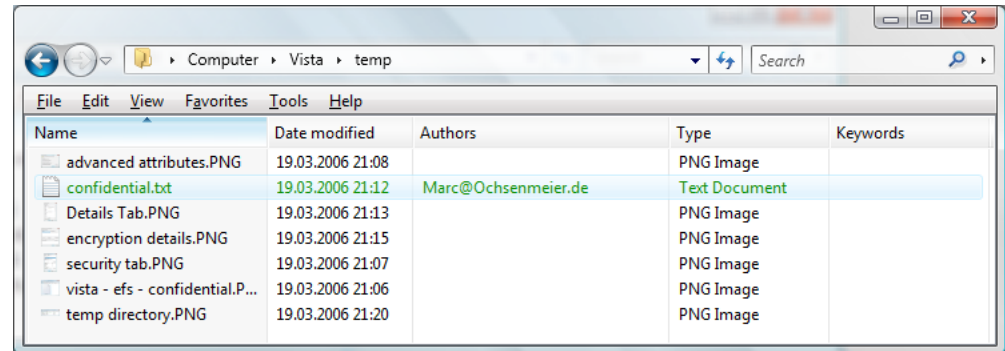 Computer Vista temp Search
File Edit View Favorites Tools Help
Name Date modified Authors Type Keywords
advanced attributes.PNG 19.03.2006 21:08 PNG Image
confidential.txt 19.03.2006 21:12 Marc@Ochsenmeier.de Text Document
Details Tab.PNG 19.03.2006 21:13 PNG Image
encryption details.PNG 19.03.2006 21:15 PNG Image
security tab.PNG 19.03.2006 21:07 PNG Image
vista - efs - confidential.P... 19.03.2006 21:06 PNG Image
temp directory.PNG 19.03.2006 21:20 PNG Image